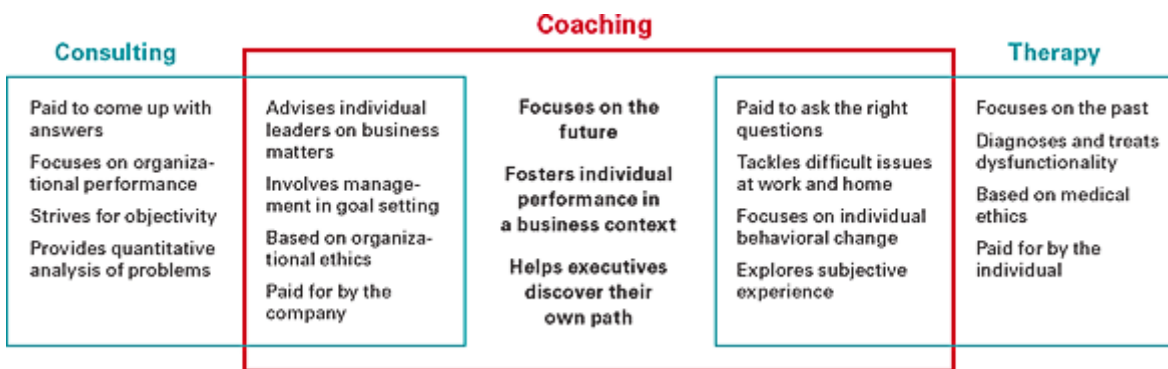 Coaching
Consulting
Therapy
Paid to come up with
answers
Focuses on organiza-
tional performance
Strives for objectivity
Provides quantitative
analysis of problems
Advises individual
leaders on business
matters
Involves manage-
ment in goal setting
Based on organiza-
tional ethics
Paid for by the
company
Focuses on the
future
Fosters individual
performance in
a business context
Helps executives
discover their
own path
Paid to ask the right
questions
Tackles difficult issues
at work and home
Focuses on individual
behavioral change
Explores subjective
experience
Focuses on the past
Diagnoses and treats
dysfunctionality
Based on medical
ethics
Paid for by the
individual